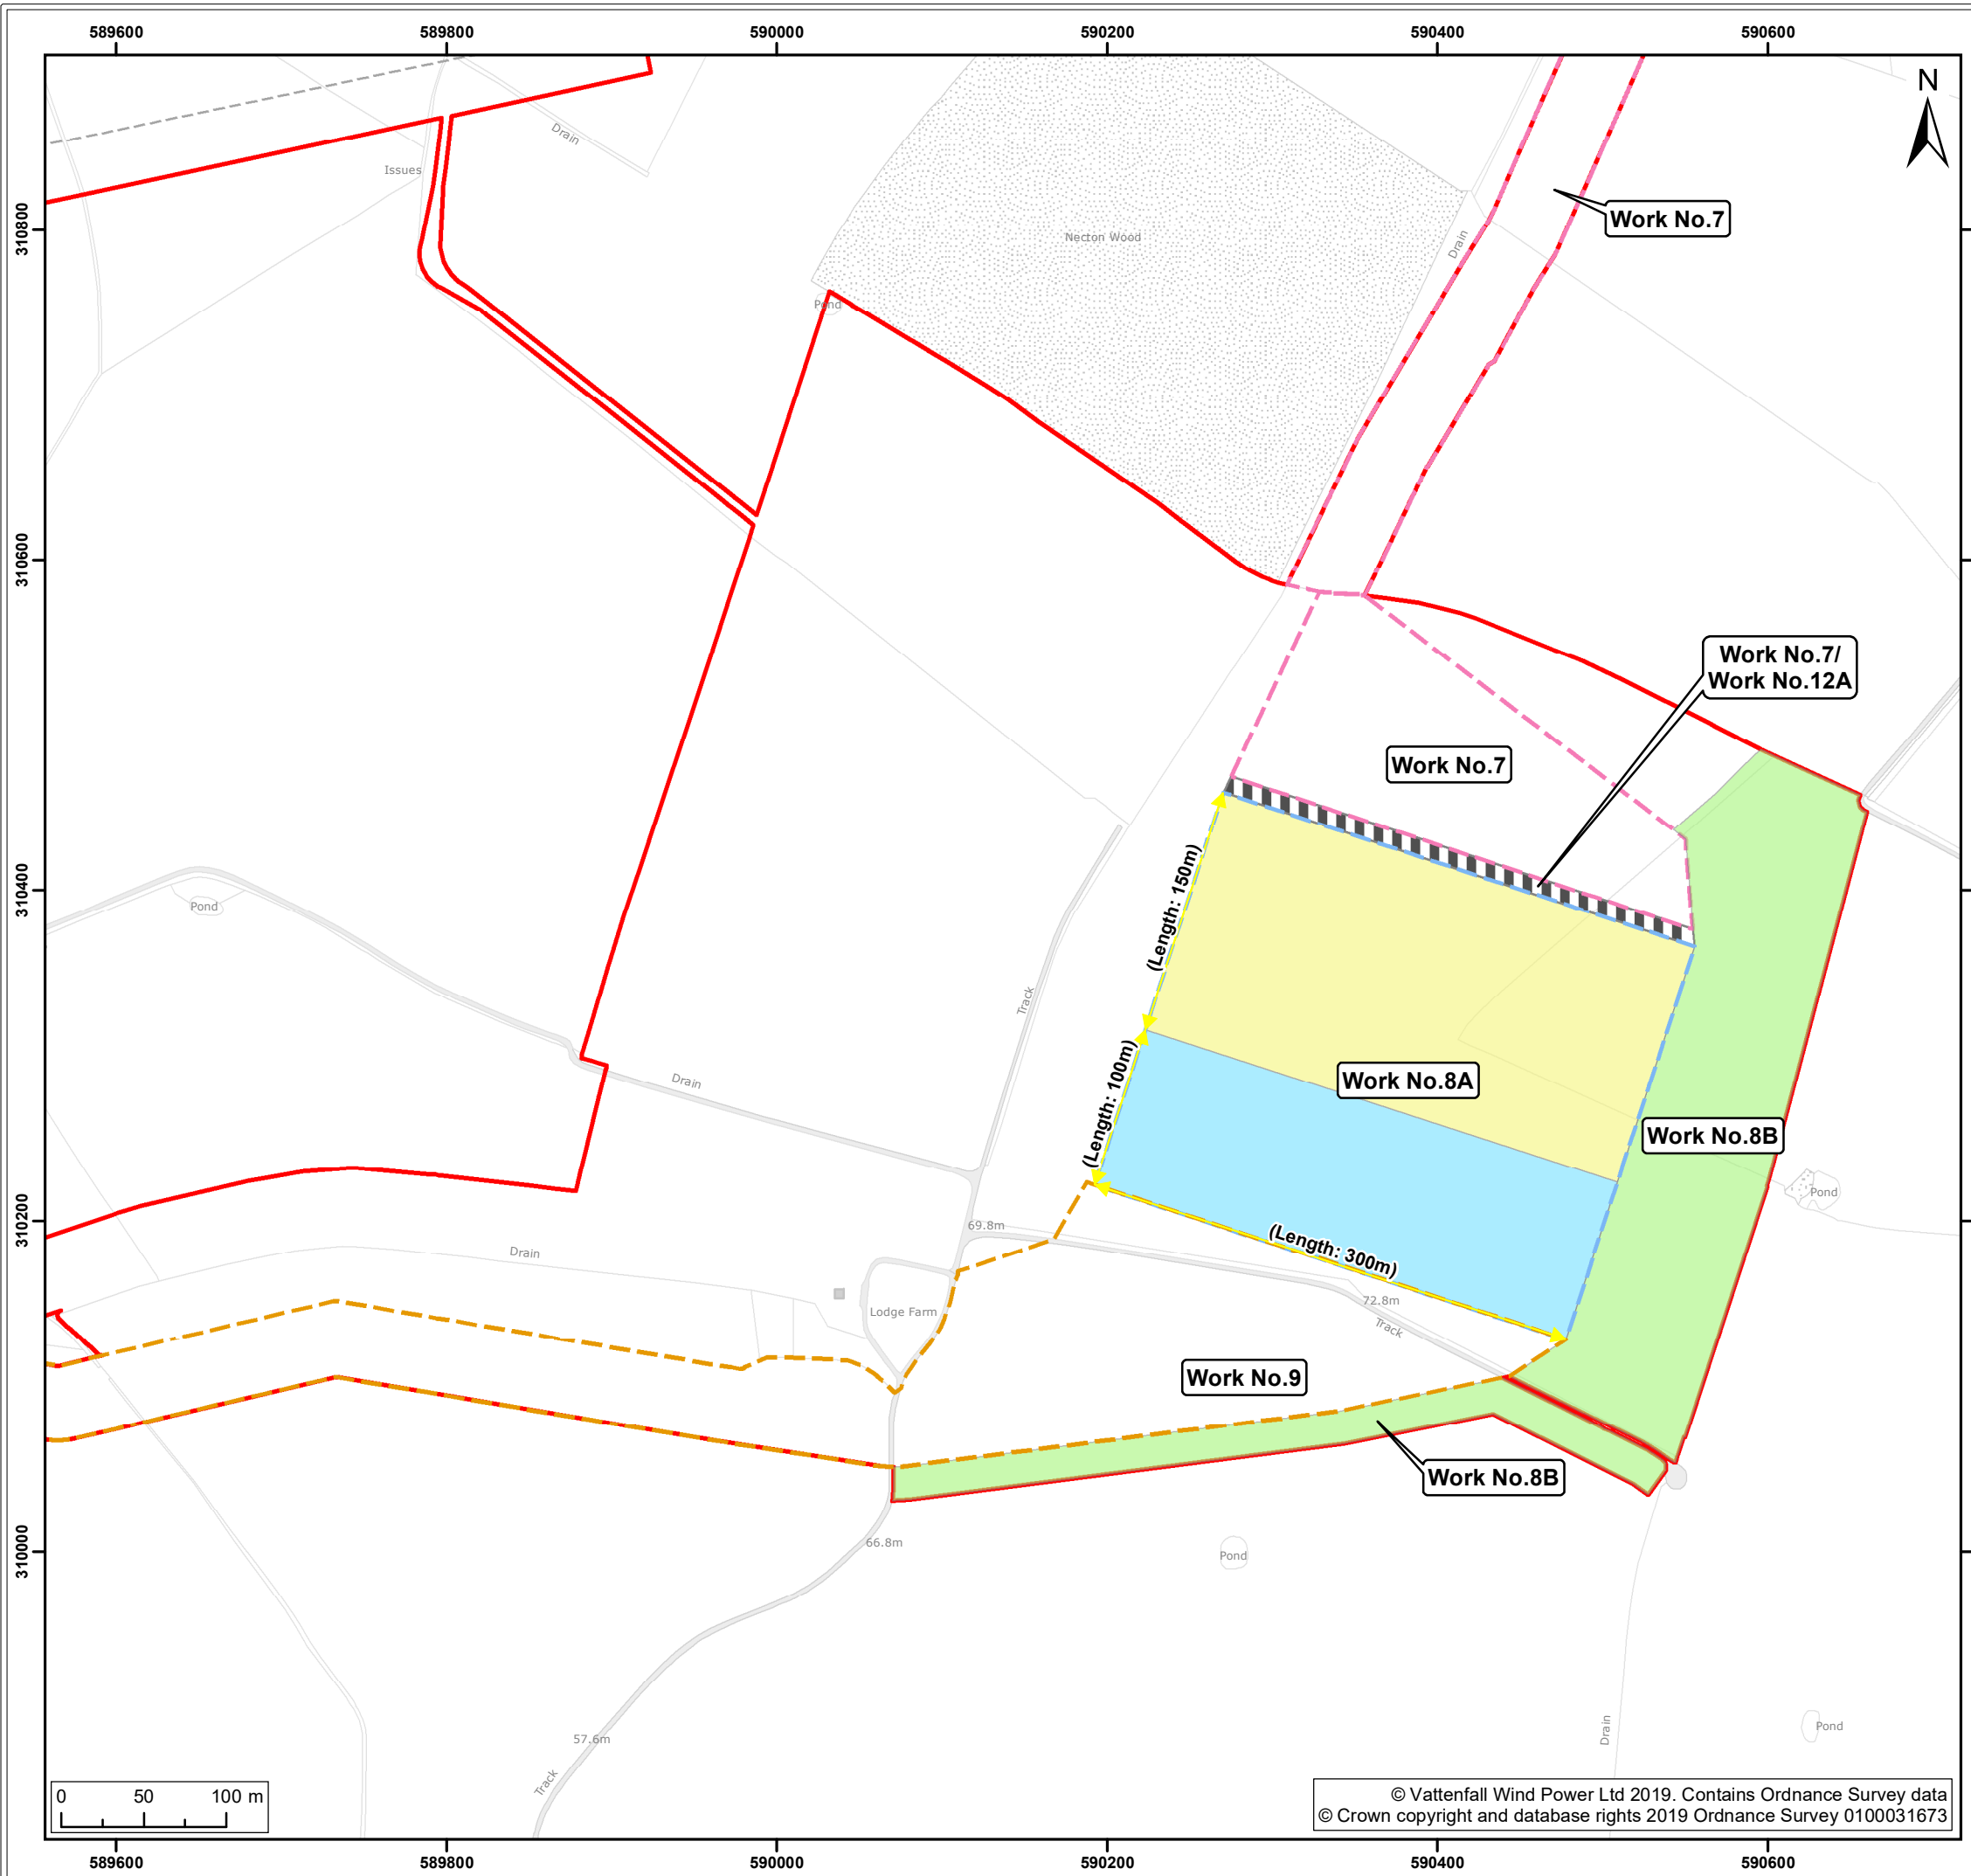 589600 589800 590000 590200 590400 590600
N
Drain
Issues
Work No.7
310800
Necton Wood
Drain
Pond
310600
Work No.7/
Work No.12A
Work No.7
310400
Pond
(Length: 150m)
Track
(Length: 100m)
Drain
Work No.8A
Work No.8B
Pond
310200
69.8m
(Length: 300m)
Drain
72.8m
Lodge Farm
Track
Work No.9
Work No.8B
310000
66.8m
Pond
57.6m
Drain
Pond
Track
0 50 100 m
© Vattenfall Wind Power Ltd 2019. Contains Ordnance Survey data
© Crown copyright and database rights 2019 Ordnance Survey 0100031673
589600 589800 590000 590200 590400 590600